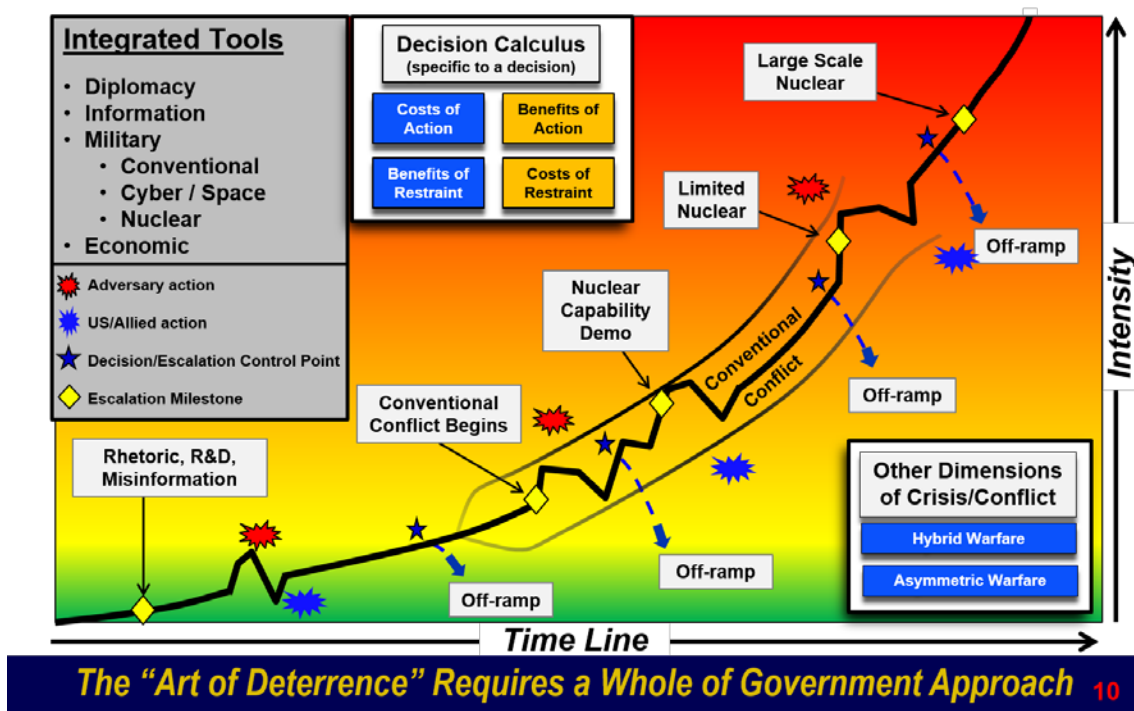 Integrated Tools
• Diplomacy
• Information
• Military
• Conventional
• Cyber / Space
• Nuclear
• Economic
Adversary action
US/Allied action
Decision/Escalation Control Point
Escalation Milestone
Decision Calculus
(specific to a decision)
Costs of
Action
Benefits of
Action
Benefits of
Restraint
Costs of
Restraint
Large Scale
Nuclear
Limited
Nuclear
Off-ramp
Nuclear
Capability
Demo
Conventional
Conflict
Off-ramp
Conventional
Conflict Begins
Rhetoric, R&D,
Misinformation
Off-ramp
Off-ramp
Other Dimensions
of Crisis/Conflict
Hybrid Warfare
Asymmetric Warfare
Intensity
Time Line
The “Art of Deterrence” Requires a Whole of Government Approach
10